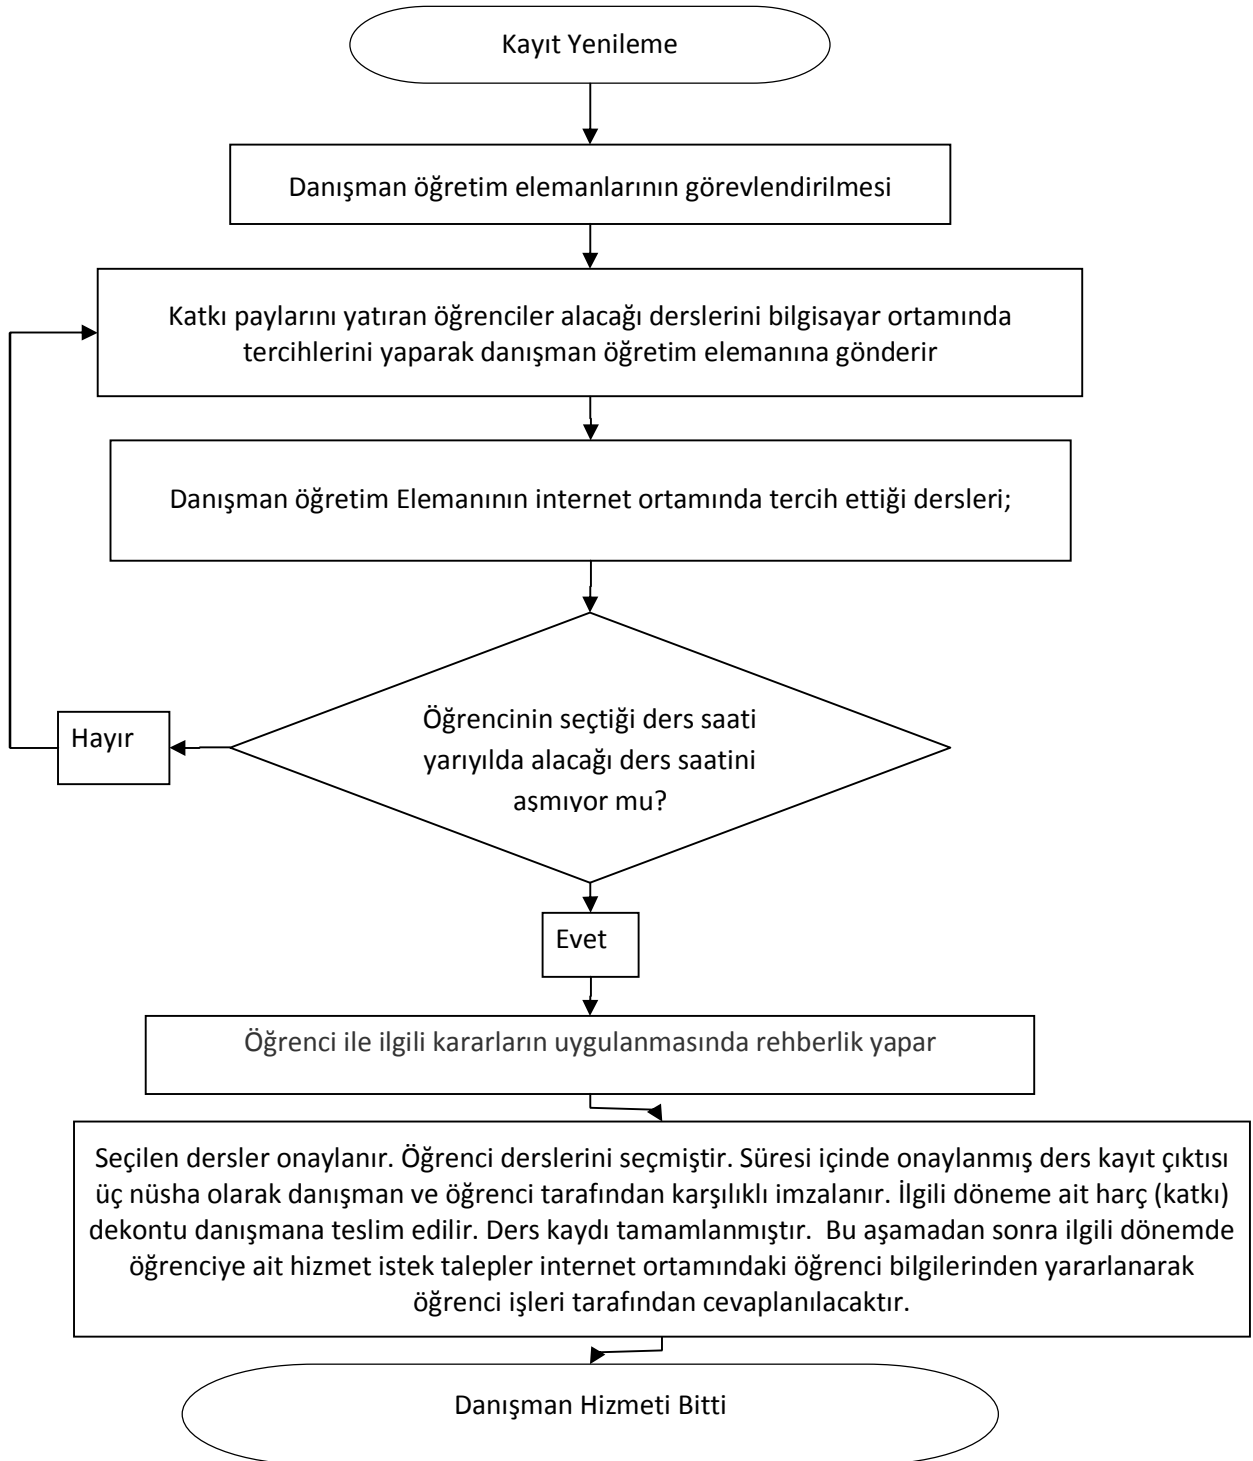 Kayıt Yenileme
Danışman öğretim elemanlarının görevlendirilmesi
Katkı paylarını yatıran öğrenciler alacağı derslerini bilgisayar ortamında
tercihlerini yaparak danışman öğretim elemanına gönderir
Danışman öğretim Elemanının internet ortamında tercih ettiği dersleri;
Öğrencinin seçtiği ders saati
yarıyılda alacağı ders saatini
aşmıyor mu?
Hayır
Evet
Öğrenci ile ilgili kararların uygulanmasında rehberlik yapar
Seçilen dersler onaylanır. Öğrenci derslerini seçmiştir. Süresi içinde onaylanmış ders kayıt çıktısı
üç nüsha olarak danışman ve öğrenci tarafından karşılıklı imzalanır. İlgili döneme ait harç (katkı)
dekontu danışmana teslim edilir. Ders kaydı tamamlanmıştır.  Bu aşamadan sonra ilgili dönemde
öğrenciye ait hizmet istek talepler internet ortamındaki öğrenci bilgilerinden yararlanarak
öğrenci işleri tarafından cevaplanılacaktır.
Danışman Hizmeti Bitti